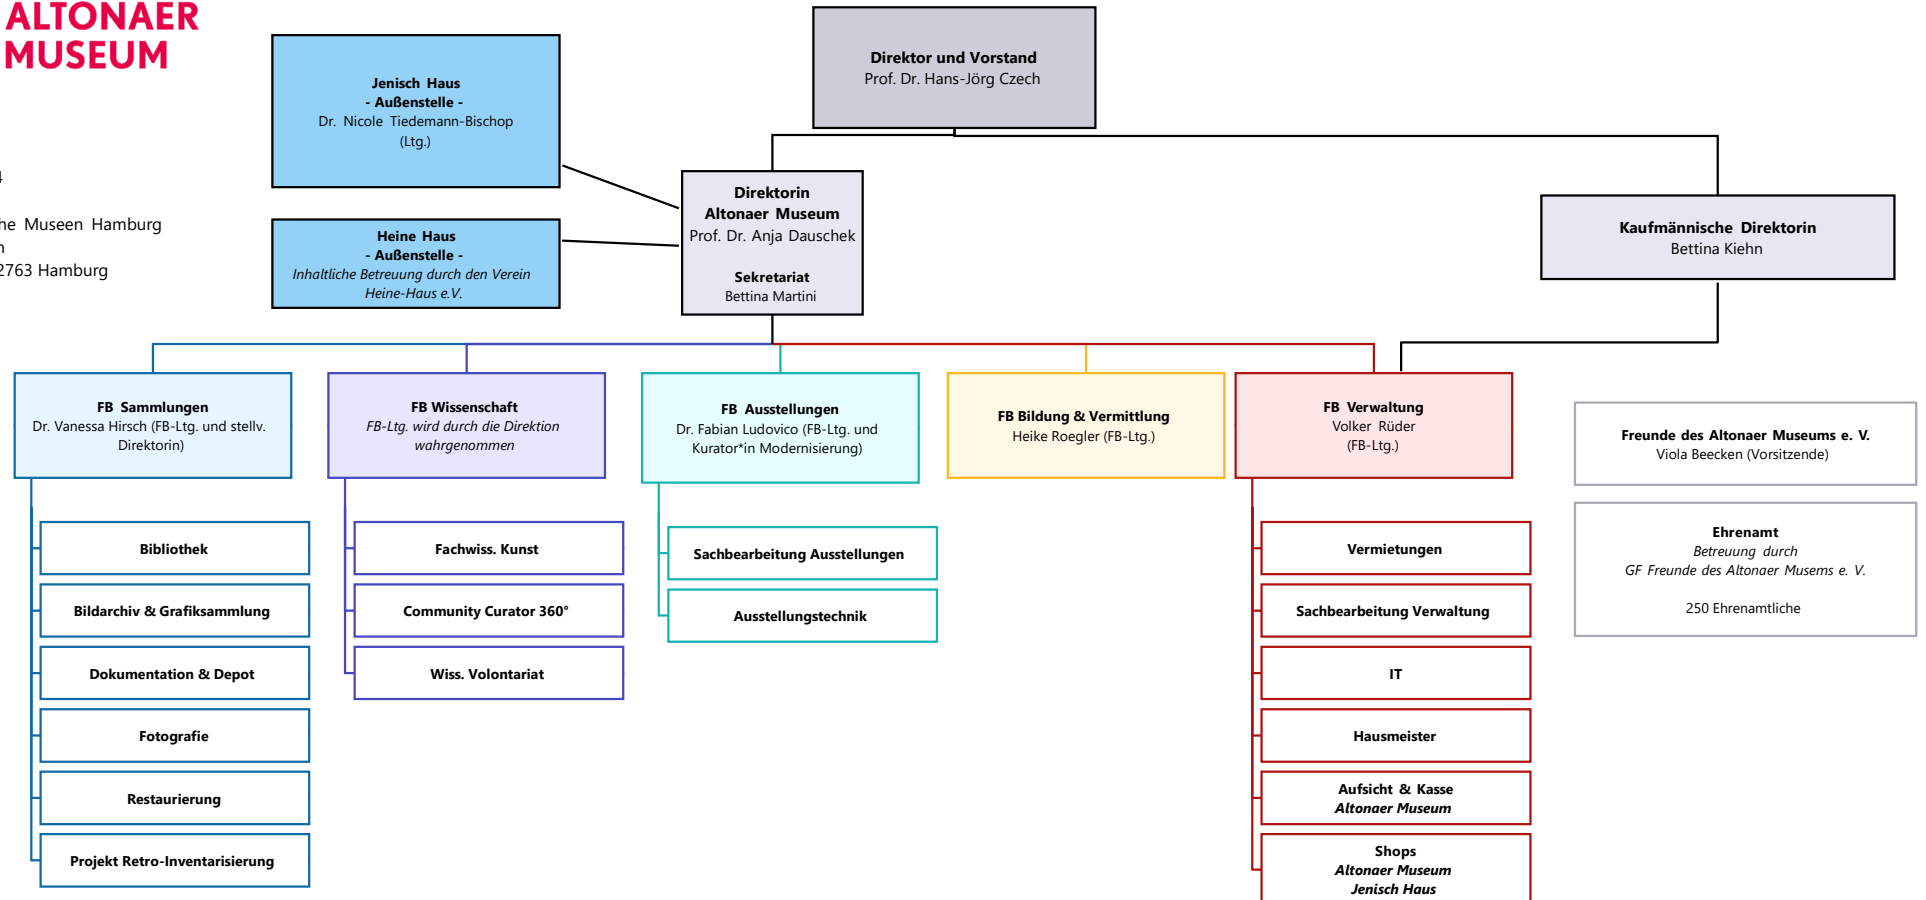 ALTONAER
MUSEUM
Museen Hamburg
2763 Hamburg
Direktor und Vorstand
Prof. Dr. Hans-Jörg Czech
Jenisch Haus
- Außenstelle -
Dr. Nicole Tiedemann-Bischop
(Ltg.)
Heine Haus
- Außenstelle -
Inhaltliche Betreuung durch den Verein
Heine-Haus e.V.
Direktorin
Altonaer Museum
Prof. Dr. Anja Dauschek
Sekretariat
Bettina Martini
Kaufmännische Direktorin
Bettina Kiehn
FB Sammlungen
Dr. Vanessa Hirsch (FB-Ltg. und stellv.
Direktorin)
Bibliothek
Bildarchiv & Grafiksammlung
Dokumentation & Depot
Fotografie
Restaurierung
Projekt Retro-Inventarisierung
FB Wissenschaft
FB-Ltg. wird durch die Direktion
wahrgenommen
Fachwiss. Kunst
Community Curator 360°
Wiss. Volontariat
FB Ausstellungen
Dr. Fabian Ludovico (FB-Ltg. und
Kurator*in Modernisierung)
Sachbearbeitung Ausstellungen
Ausstellungstechnik
FB Bildung & Vermittlung
Heike Roegler (FB-Ltg.)
FB Verwaltung
Volker Rüder
(FB-Ltg.)
Vermietungen
Sachbearbeitung Verwaltung
IT
Hausmeister
Aufsicht & Kasse
Altonaer Museum
Shops
Altonaer Museum
Jenisch Haus
Freunde des Altonaer Museums e. V.
Viola Beecken (Vorsitzende)
Ehrenamt
Betreuung durch
GF Freunde des Altonaer Musems e. V.
250 Ehrenamtliche